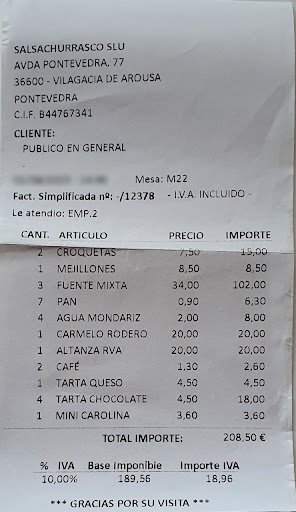 SALSACHURRASCO SLU
AVDA PONTEVEDRA, 77
36600 - VILAGACIA DE AROUSA
PONTEVEDRA
C.I.F. B44767341
CLIENTE:
PUBLICO EN GENERAL
Mesa: M22
Fact. Simplificada nº: -/12378 - I.V.A. INCLUIDO -
Le atendio: EMP.2
CANT. ARTICULO PRECIO IMPORTE
2 CROQUETAS 7,50 15,00
1 MEJILLONES 8,50 8,50
3 FUENTE MIXTA 34,00 102,00
7 PAN 0,90 6,30
4 AGUA MONDARIZ 2,00 8,00
1 CARMELO RODERO 20,00 20,00
1 ALTANZA RVA 20,00 20,00
2 CAFÉ 1,30 2,60
1 TARTA QUESO 4,50 4,50
4 TARTA CHOCOLATE 4,50 18,00
1 MINI CAROLINA 3,60 3,60
TOTAL IMPORTE: 208,50 €
% IVA Base imponible Importe IVA
10,00% 189,56 18,96
*** GRACIAS POR SU VISITA ***